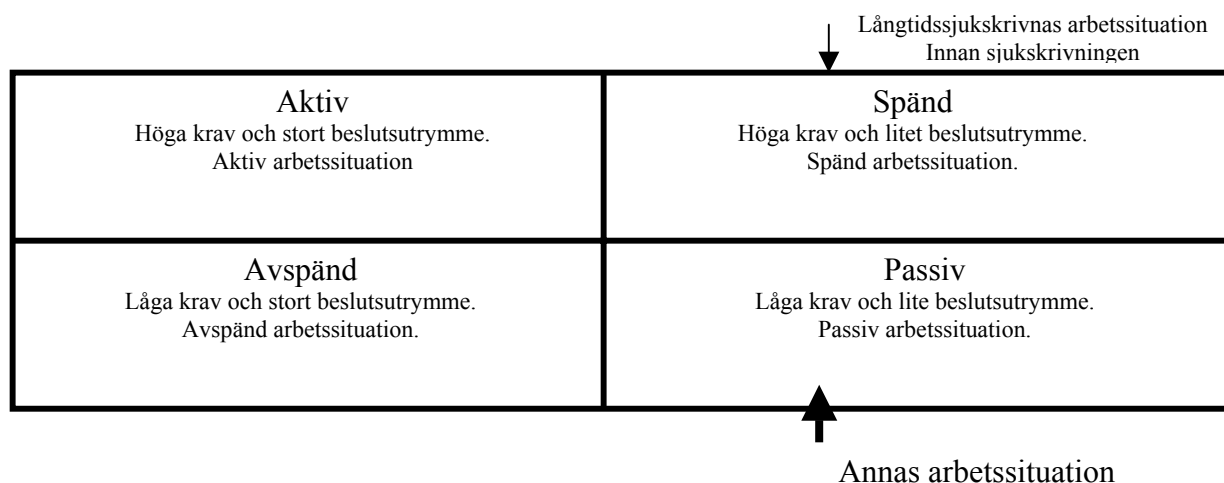 Långtidssjukskrivnas arbetssituation
Innan sjukskrivningen
Aktiv
Höga krav och stort beslutsutrymme.
Aktiv arbetssituation
Spänd
Höga krav och litet beslutsutrymme.
Spänd arbetssituation.
Avspänd
Låga krav och stort beslutsutrymme.
Avspänd arbetssituation.
Passiv
Låga krav och lite beslutsutrymme.
Passiv arbetssituation.
Annas arbetssituation